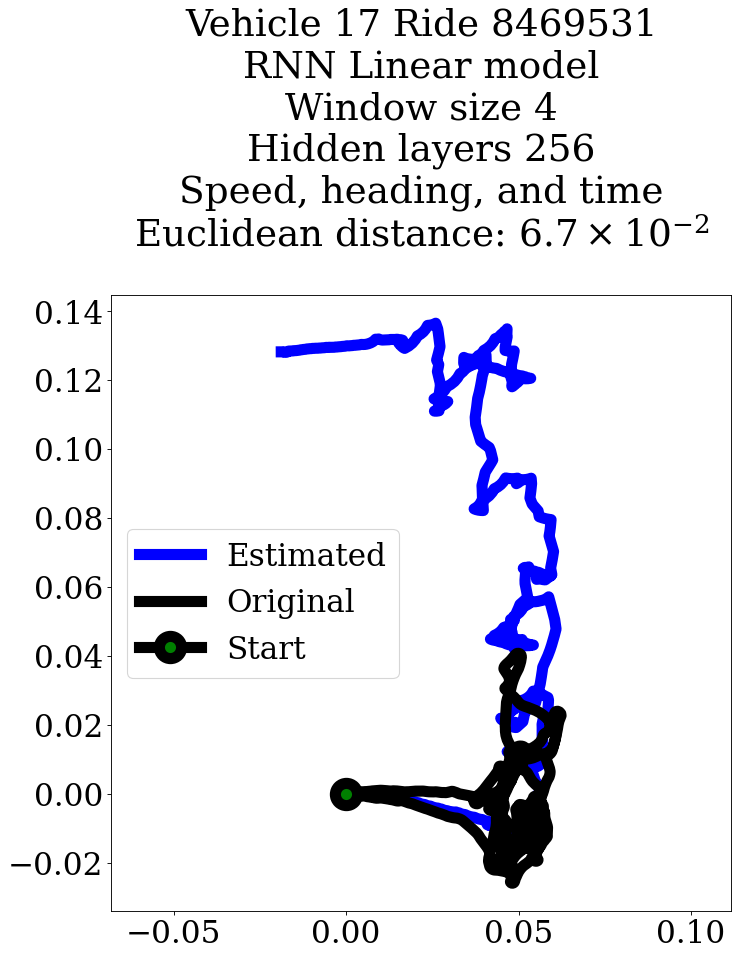 Vehicle 17 Ride 8469531
RNN Linear model
Window size 4
Hidden layers 256
Speed, heading, and time
Euclidean distance: 6.7 × 10⁻²
0.14
0.12
0.10
0.08
0.06
0.04
0.02
0.00
−0.02
Estimated
Original
Start
−0.05
0.00
0.05
0.10